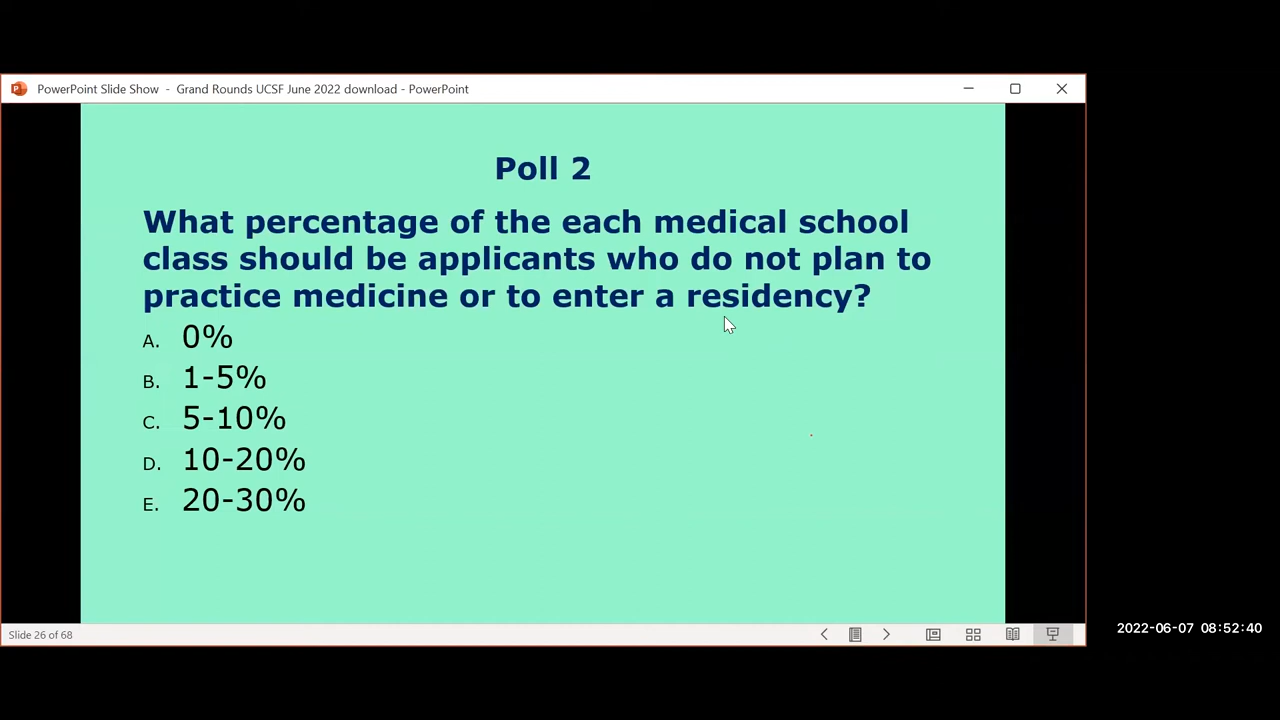 PowerPoint Slide Show - Grand Rounds UCSF June 2022 download - PowerPoint
Poll 2
What percentage of the each medical school
class should be applicants who do not plan to
practice medicine or to enter a residency?
A. 0%
B. 1-5%
C. 5-10%
D. 10-20%
E. 20-30%
Slide 26 of 68
2022-06-07 08:52:40